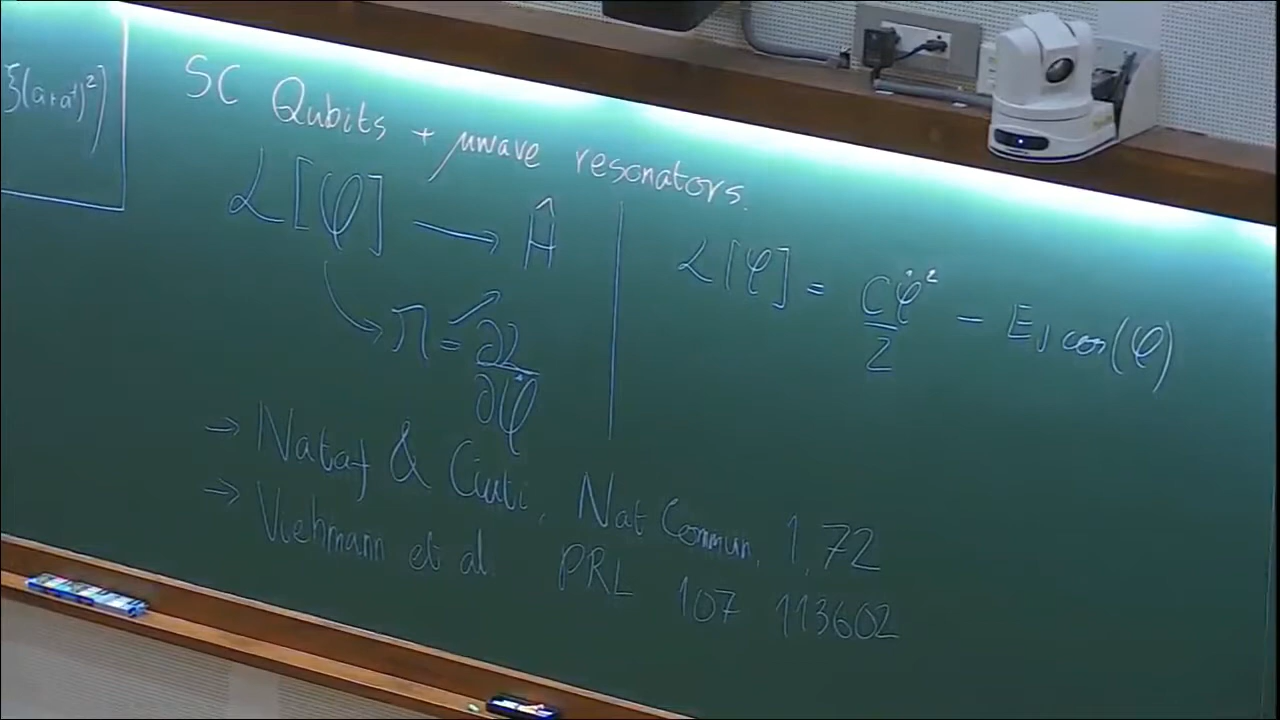 ξ(a+a†)²)
SC Qubits + μwave resonators.
ℒ[φ] → Ĥ
π = ∂ℒ/∂φ̇
ℒ[φ] = Cφ̇²/2 − E_J cos(φ)
→ Nataf & Ciuti, Nat Commun. 1, 72
→ Viehmann et al. PRL 107 113602